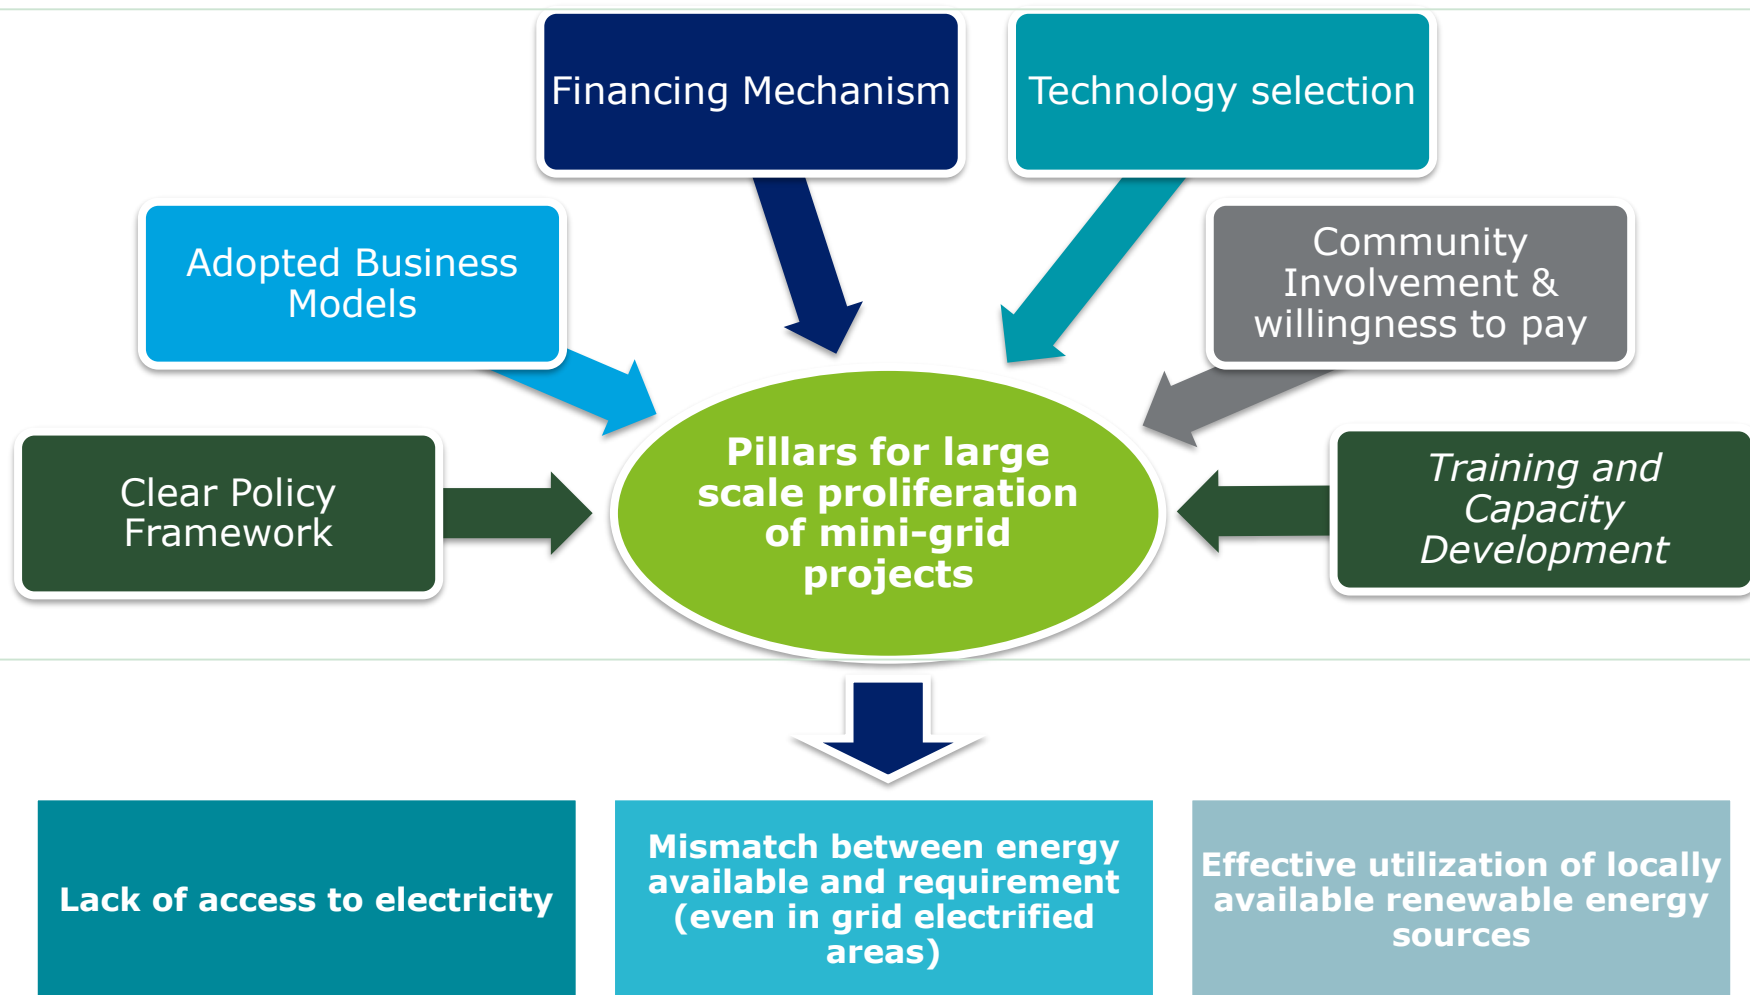 Financing Mechanism
Technology selection
Adopted Business
Models
Community
Involvement &
willingness to pay
Clear Policy
Framework
Pillars for large
scale proliferation
of mini-grid
projects
Training and
Capacity
Development
Lack of access to electricity
Mismatch between energy
available and requirement
(even in grid electrified
areas)
Effective utilization of locally
available renewable energy
sources